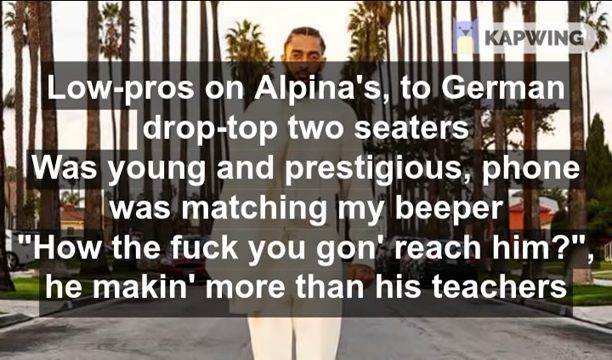 KAPWING
Low-pros on Alpina's, to German
drop-top two seaters
Was young and prestigious, phone
was matching my beeper
"How the fuck you gon' reach him?",
he makin' more than his teachers